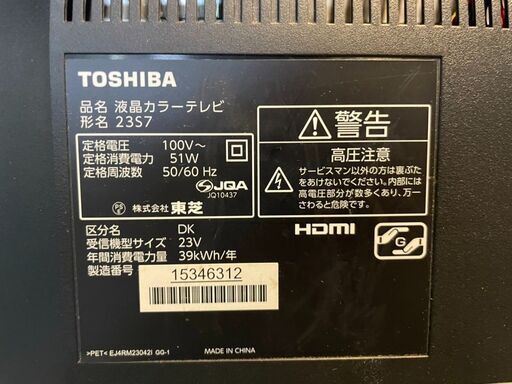 TOSHIBA
品名 液晶カラーテレビ
形名 23S7
定格電圧 100V～
定格消費電力 51W
定格周波数 50/60 Hz
JQA
JQ10437
PS
株式会社 東芝
区分名 DK
受信機型サイズ 23V
年間消費電力量 39kWh/年
製造番号
15346312
>PET< EJ4RM23042I GG-1
MADE IN CHINA
警告
高圧注意
サービスマン以外の方は裏ぶた
をあけないでください。内部には
高電圧部分が数多くあり、万一
さわると危険です。
HDMI
G